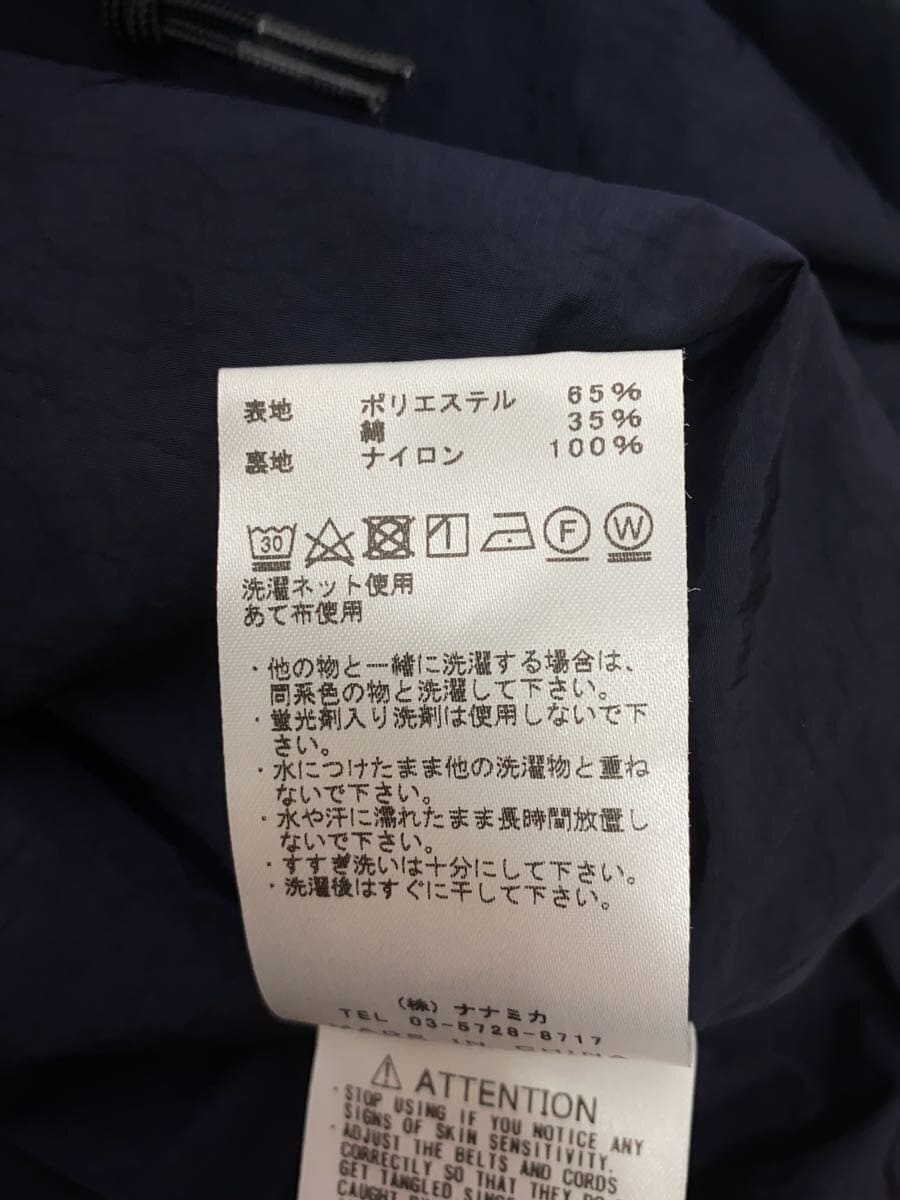 表地 ポリエステル 65%
綿 35%
裏地 ナイロン 100%
30 F W
洗濯ネット使用
あて布使用
・他の物と一緒に洗濯する場合は、
同系色の物と洗濯して下さい。
・蛍光剤入り洗剤は使用しないで下
さい。
・水につけたまま他の洗濯物と重ね
ないで下さい。
・水や汗に濡れたまま長時間放置し
ないで下さい。
・すすぎ洗いは十分にして下さい。
・洗濯後はすぐに干して下さい。
(株) ナナミカ
TEL 03-5728-8717
MADE IN CHINA
ATTENTION
・STOP USING IF YOU NOTICE ANY
SIGNS OF SKIN SENSITIVITY.
・ADJUST THE BELTS AND CORDS
CORRECTLY SO THAT THEY DO
GET TANGLED
CAUGHT